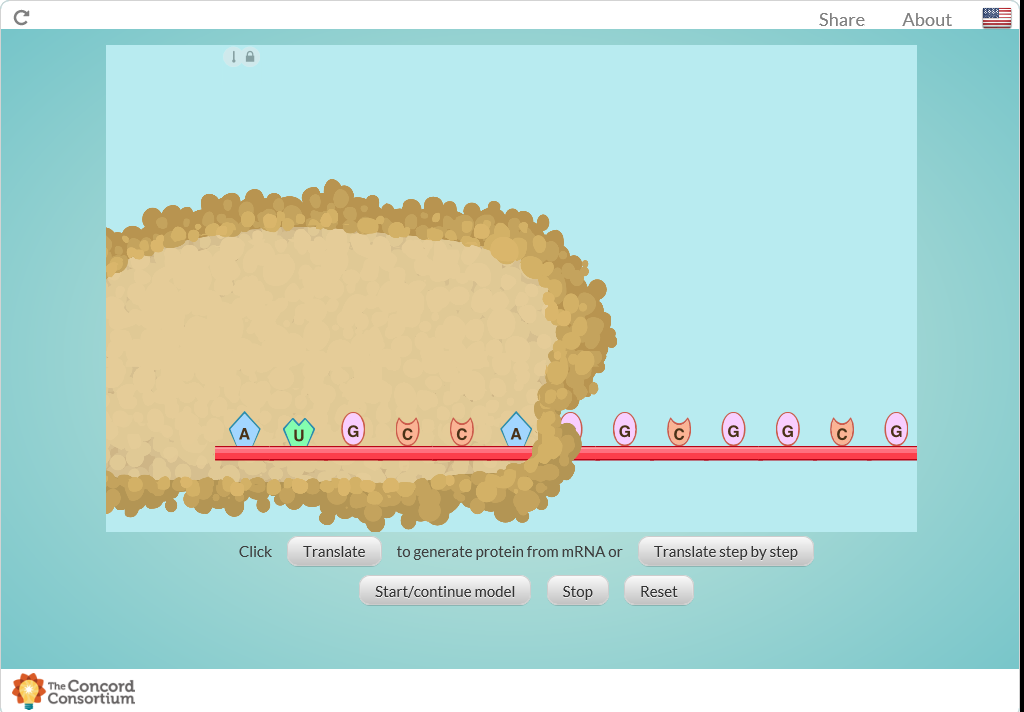 Share About
A U G C C A G G C G G C G
Click Translate to generate protein from mRNA or Translate step by step
Start/continue model Stop Reset
The Concord
Consortium